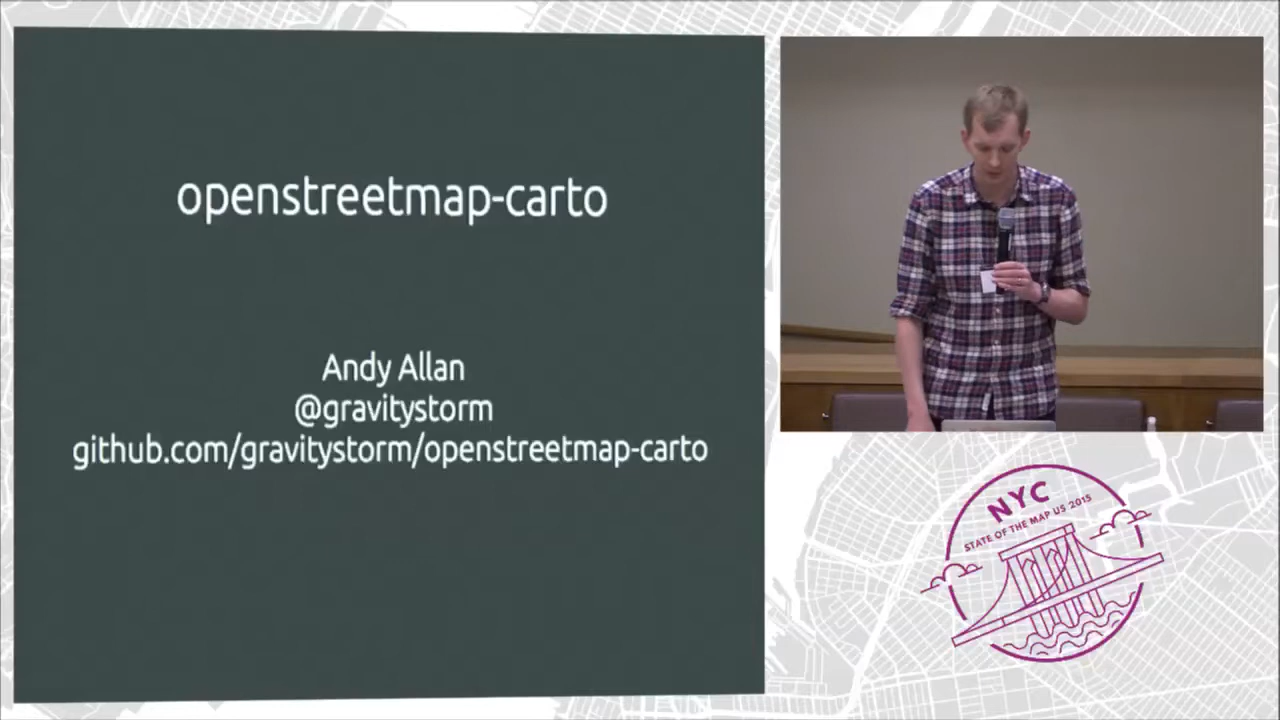 openstreetmap-carto
Andy Allan
@gravitystorm
github.com/gravitystorm/openstreetmap-carto
NYC
STATE OF THE MAP US 2015